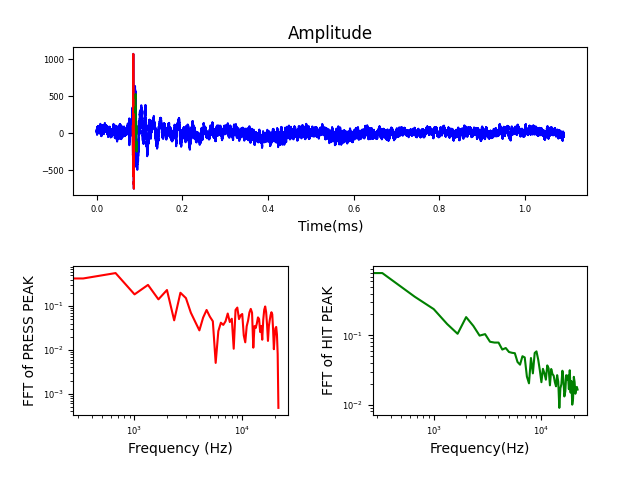 Amplitude
1000
500
0
−500
0.0 0.2 0.4 0.6 0.8 1.0
Time(ms)
FFT of PRESS PEAK
10⁻¹
10⁻²
10⁻³
10³ 10⁴
Frequency (Hz)
FFT of HIT PEAK
10⁻¹
10⁻²
10³ 10⁴
Frequency(Hz)